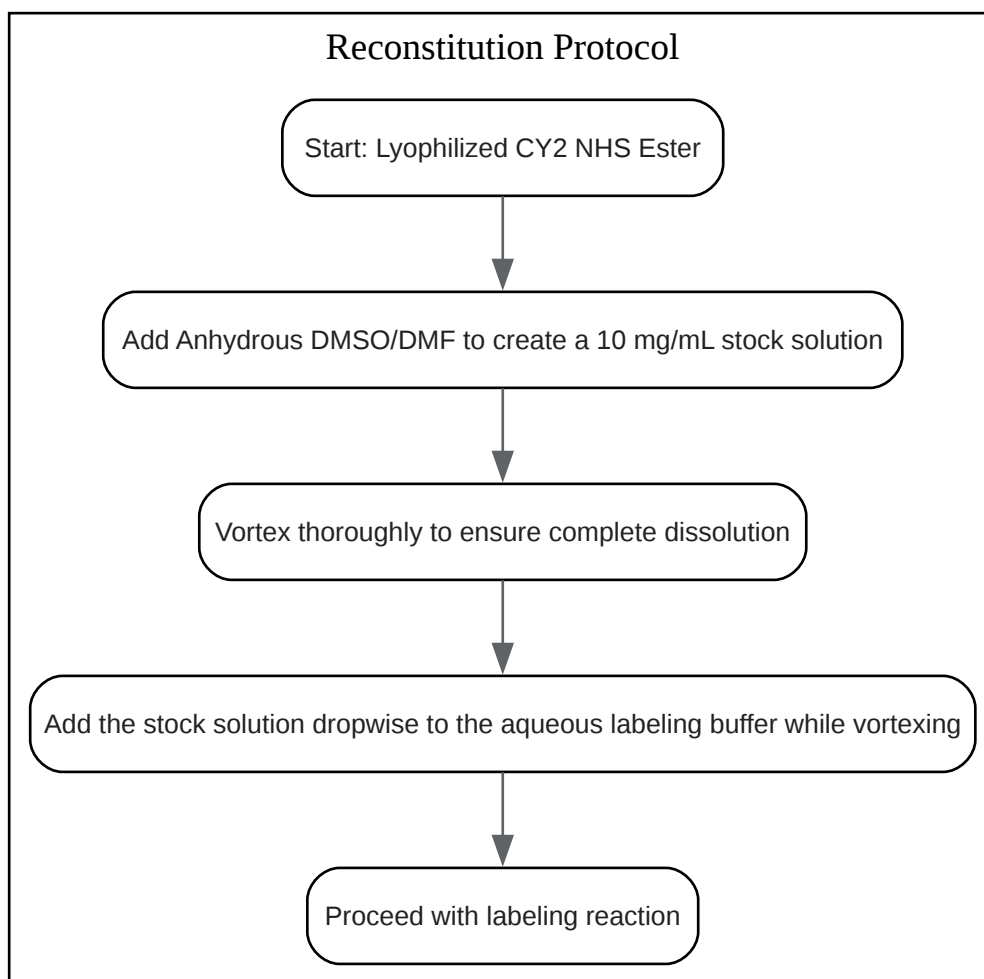 Reconstitution Protocol
Start: Lyophilized CY2 NHS Ester
Add Anhydrous DMSO/DMF to create a 10 mg/mL stock solution
Vortex thoroughly to ensure complete dissolution
Add the stock solution dropwise to the aqueous labeling buffer while vortexing
Proceed with labeling reaction